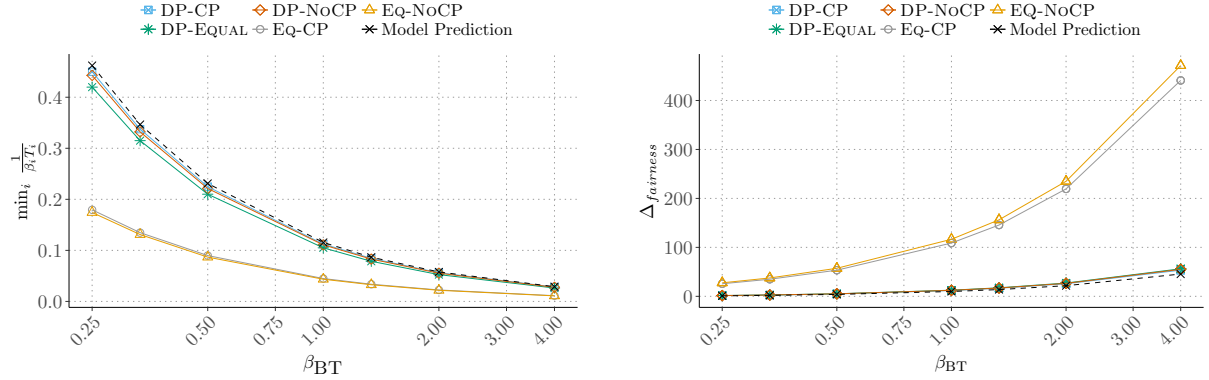 DP-CP DP-NoCP Eq-NoCP
DP-Equal Eq-CP Model Prediction
min_i 1/(β_i T_i)
0.4
0.3
0.2
0.1
0.0
0.25 0.50 0.75 1.00 2.00 3.00 4.00
β_BT
DP-CP DP-NoCP Eq-NoCP
DP-Equal Eq-CP Model Prediction
Δ_fairness
400
300
200
100
0
0.25 0.50 0.75 1.00 2.00 3.00 4.00
β_BT